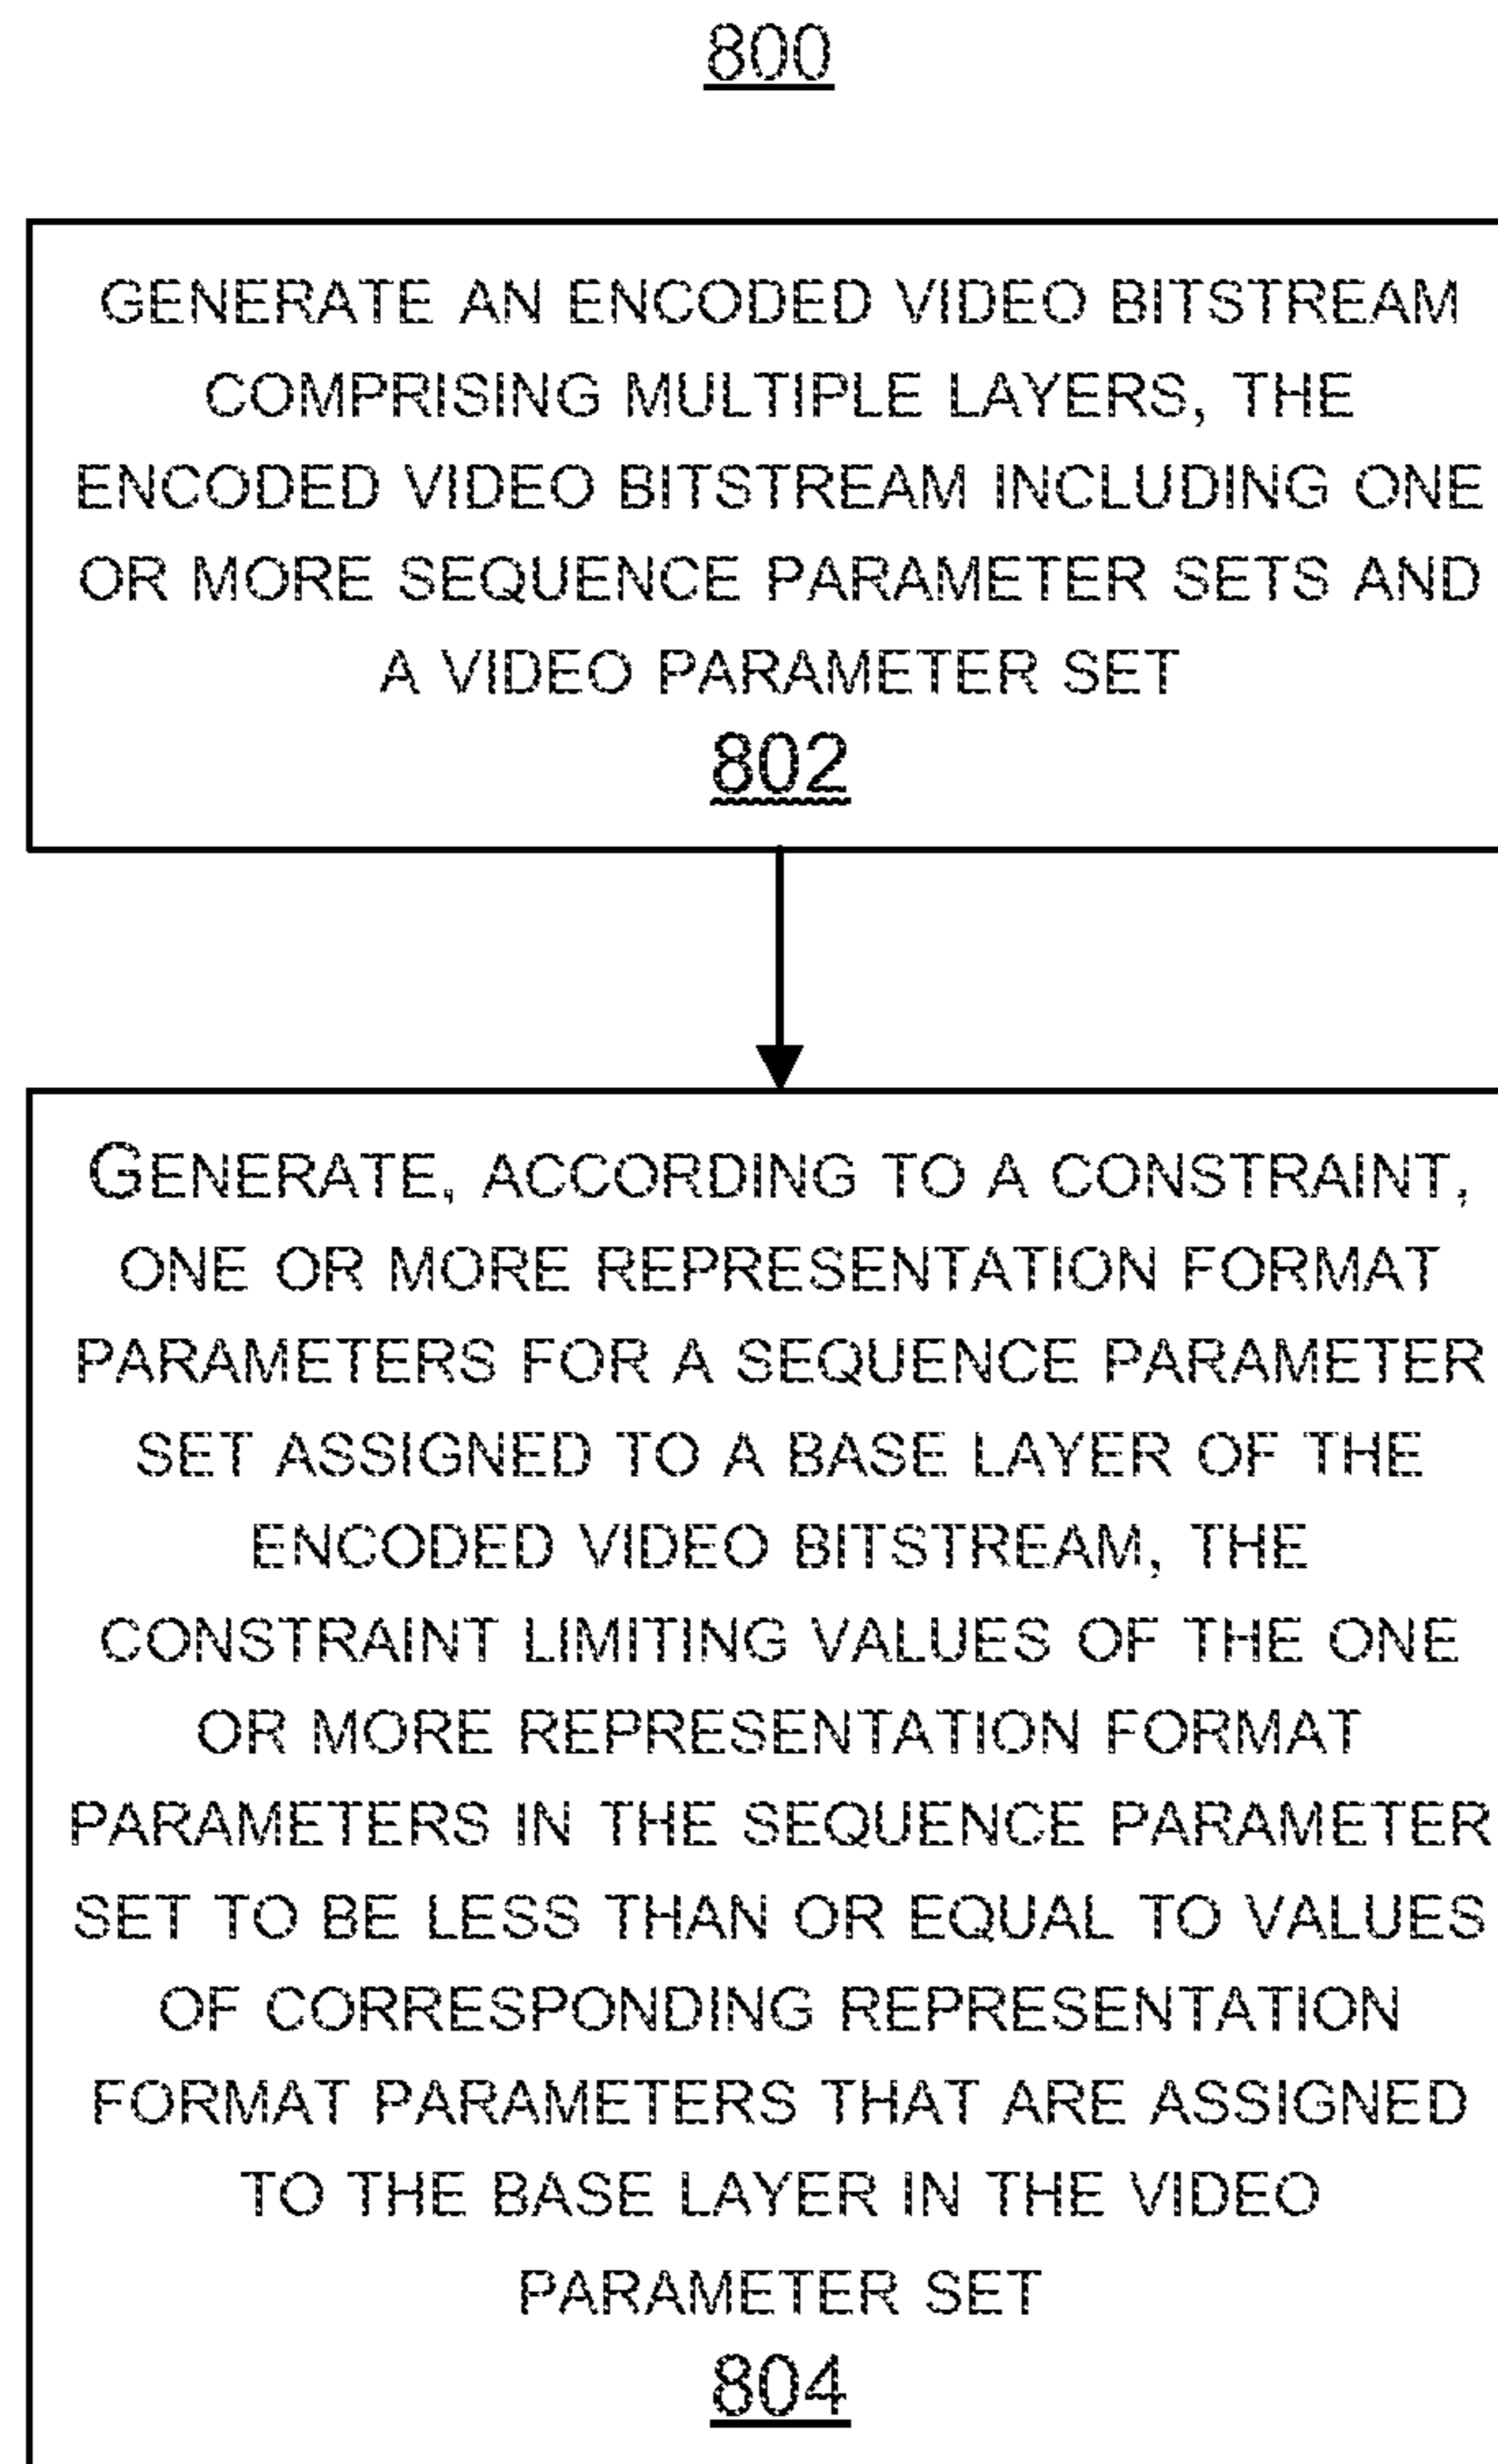 800
GENERATE AN ENCODED VIDEO BITSTREAM
COMPRISING MULTIPLE LAYERS, THE
ENCODED VIDEO BITSTREAM INCLUDING ONE
OR MORE SEQUENCE PARAMETER SETS AND
A VIDEO PARAMETER SET
802
GENERATE, ACCORDING TO A CONSTRAINT,
ONE OR MORE REPRESENTATION FORMAT
PARAMETERS FOR A SEQUENCE PARAMETER
SET ASSIGNED TO A BASE LAYER OF THE
ENCODED VIDEO BITSTREAM, THE
CONSTRAINT LIMITING VALUES OF THE ONE
OR MORE REPRESENTATION FORMAT
PARAMETERS IN THE SEQUENCE PARAMETER
SET TO BE LESS THAN OR EQUAL TO VALUES
OF CORRESPONDING REPRESENTATION
FORMAT PARAMETERS THAT ARE ASSIGNED
TO THE BASE LAYER IN THE VIDEO
PARAMETER SET
804